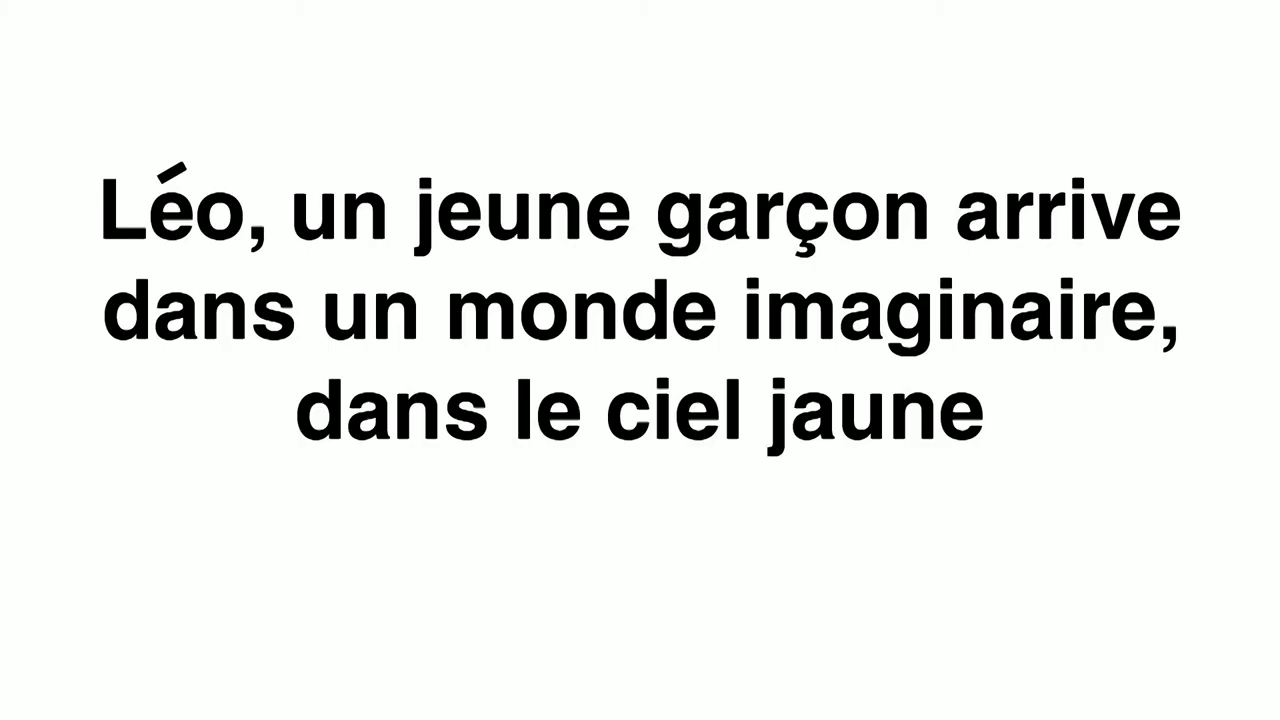 Léo, un jeune garçon arrive
dans un monde imaginaire,
dans le ciel jaune